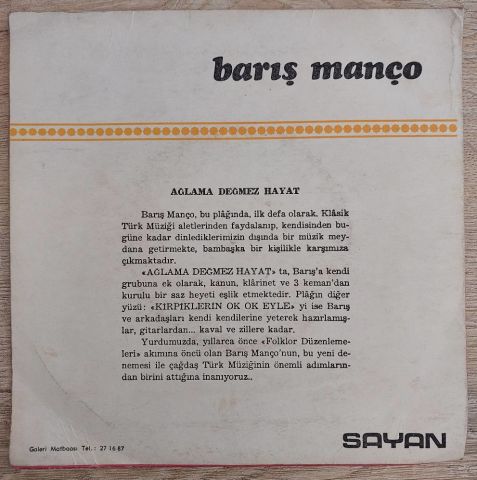 barış manço
AĞLAMA DEĞMEZ HAYAT
Barış Manço, bu plâğında, ilk defa olarak, Klâsik
Türk Müziği aletlerinden faydalanıp, kendisinden bu-
güne kadar dinlediklerimizin dışında bir müzik mey-
dana getirmekte, bambaşka bir kişilikle karşımıza
çıkmaktadır.
«AĞLAMA DEĞMEZ HAYAT» ta, Barış'a kendi
grubuna ek olarak, kanun, klârinet ve 3 keman'dan
kurulu bir saz heyeti eşlik etmektedir. Plâğın diğer
yüzü: «KIRPIKLERIN OK OK EYLE» yi ise Barış
ve arkadaşları kendi kendilerine yeterek hazırlamış-
lar, gitarlardan... kaval ve zillere kadar.
Yurdumuzda, yıllarca önce «Folklor Düzenleme-
leri» akımına öncü olan Barış Manço'nun, bu yeni de-
nemesi ile çağdaş Türk Müziğinin önemli adımların-
dan birini attığına inanıyoruz..
SAYAN
Galeri Matbaası Tel. : 27 16 87